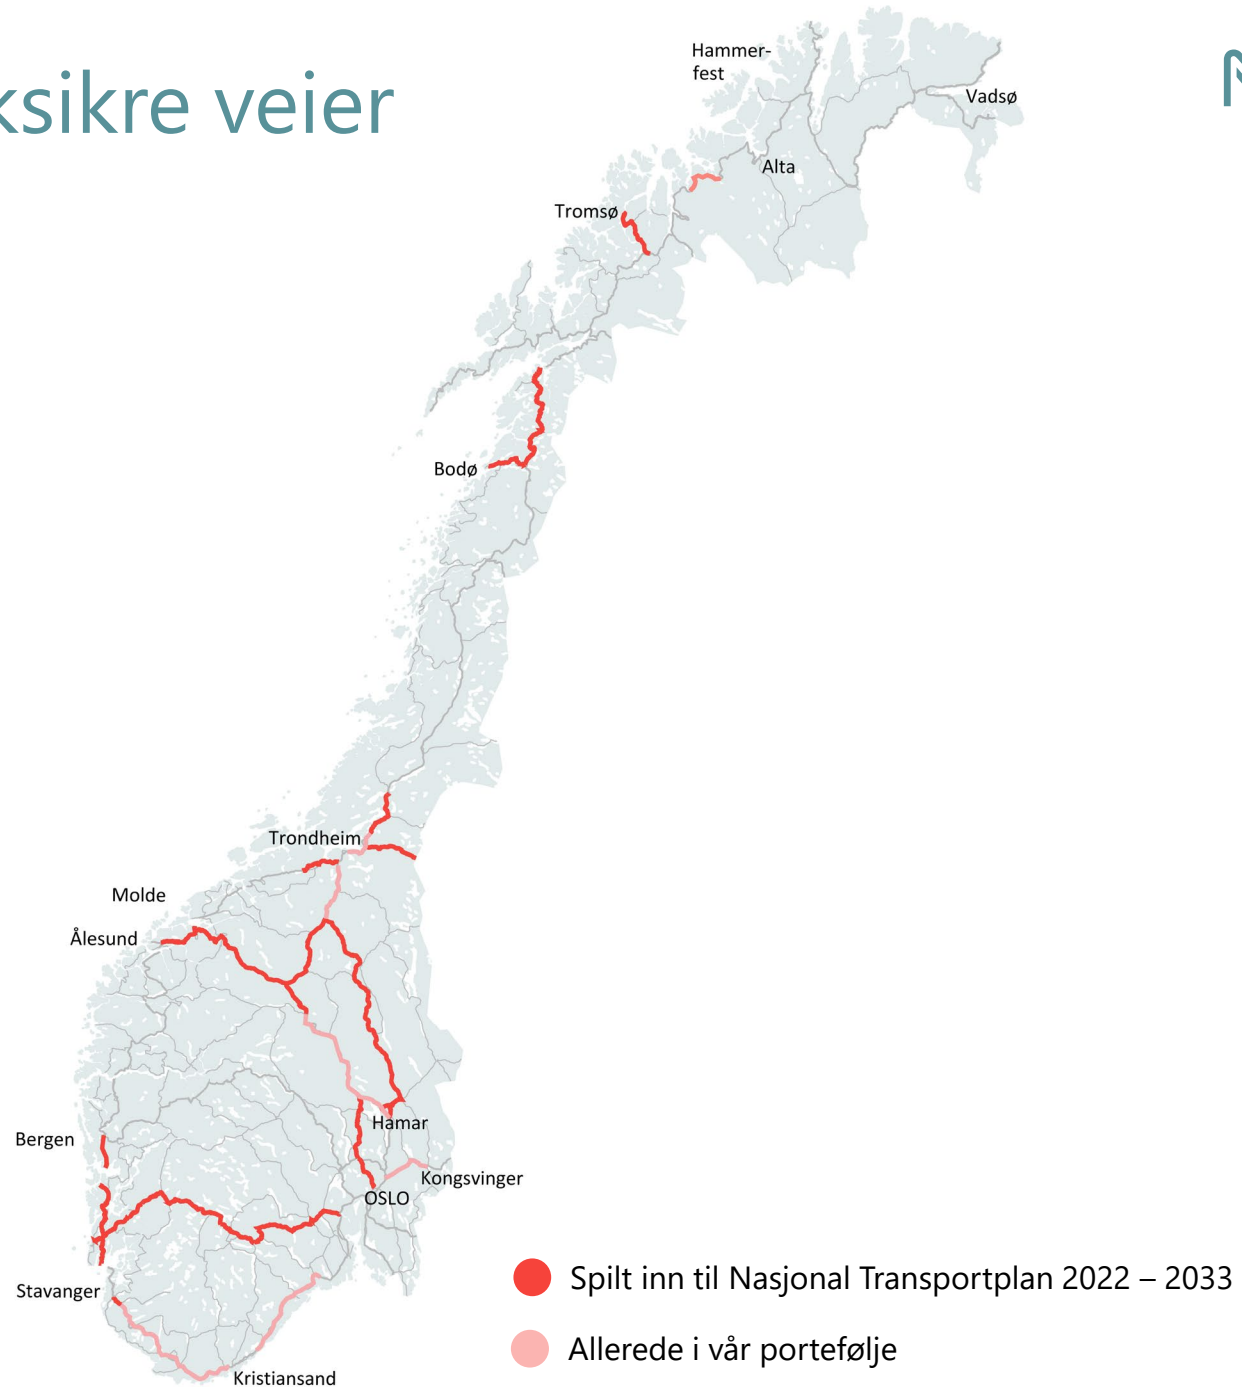 ksikre veier
Hammer-
fest
Vadsø
Alta
Tromsø
Bodø
Trondheim
Molde
Ålesund
Hamar
Bergen
Kongsvinger
OSLO
Spilt inn til Nasjonal Transportplan 2022 – 2033
Stavanger
Allerede i vår portefølje
Kristiansand